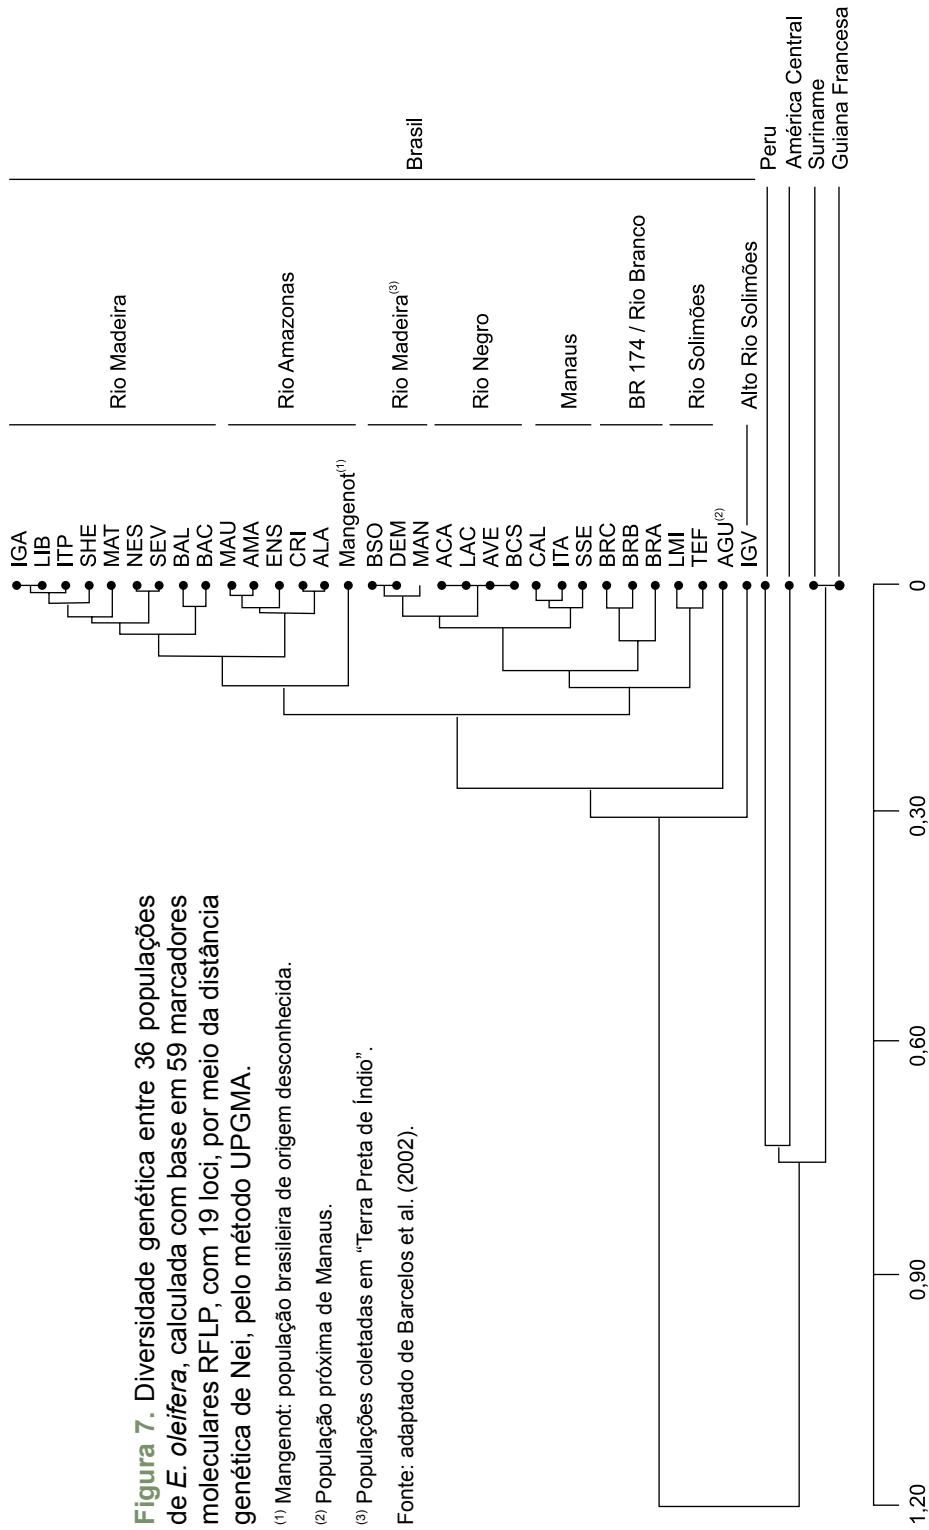 Figura 7. Diversidade genética entre 36 populações
de E. oleifera, calculada com base em 59 marcadores
moleculares RFLP, com 19 loci, por meio da distância
genética de Nei, pelo método UPGMA.
(1) Mangenot: população brasileira de origem desconhecida.
(2) População próxima de Manaus.
(3) Populações coletadas em “Terra Preta de Índio”.
Fonte: adaptado de Barcelos et al. (2002).
IGA
LIB
ITP
SHE
MAT
NES
SEV
BAL
BAC
MAU
AMA
ENS
CRI
ALA
Mangenot(1)
BSO
DEM
MAN
ACA
LAC
AVE
BCS
CAL
ITA
SSE
BRC
BRB
BRA
LMI
TEF
AGU(2)
IGV
Rio Madeira
Rio Amazonas
Rio Madeira(3)
Rio Negro
Manaus
BR 174 / Rio Branco
Rio Solimões
Alto Rio Solimões
Brasil
Peru
América Central
Suriname
Guiana Francesa
1,20
0,90
0,60
0,30
0